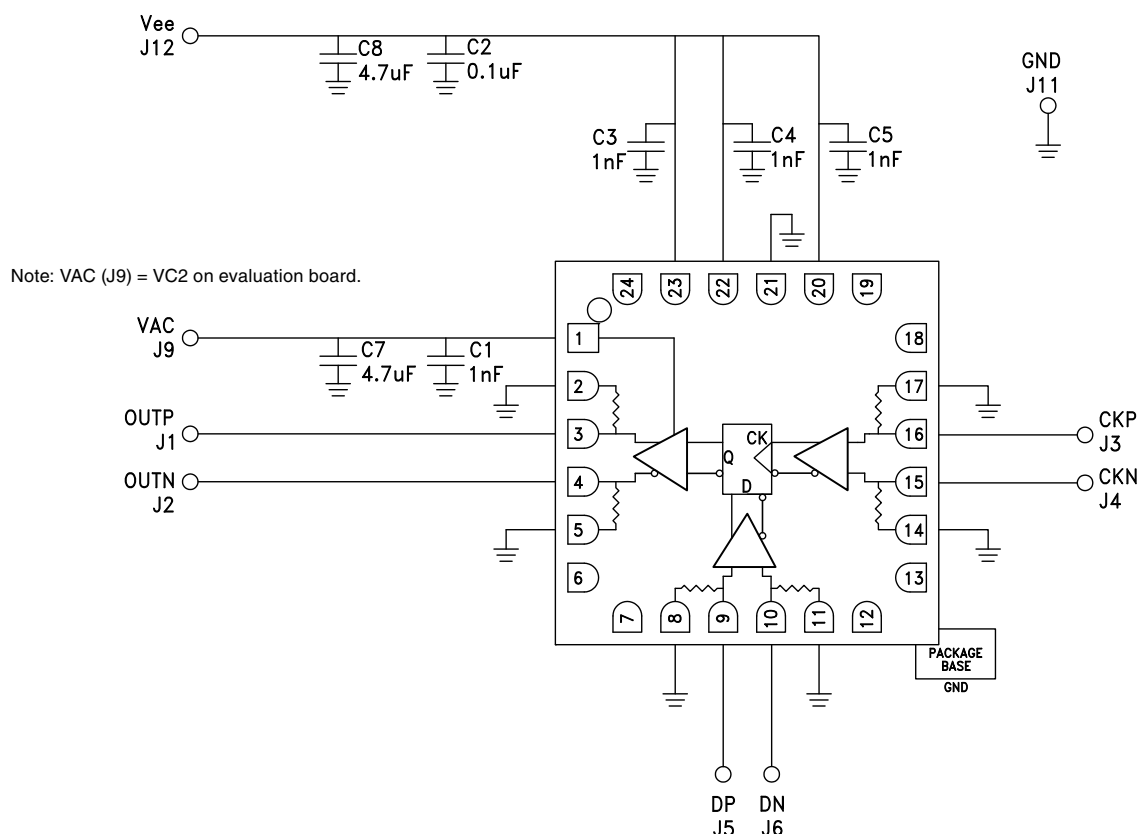 Vee
J12
C8
4.7uF
C2
0.1uF
GND
J11
C3
1nF
C4
1nF
C5
1nF
Note: VAC (J9) = VC2 on evaluation board.
24
23
22
21
20
19
VAC
J9
C7
4.7uF
C1
1nF
1
18
2
17
OUTP
J1
3
16
CKP
J3
CK
Q
D
OUTN
J2
4
15
CKN
J4
5
14
6
13
7
8
9
10
11
12
PACKAGE
BASE
GND
DP
J5
DN
J6